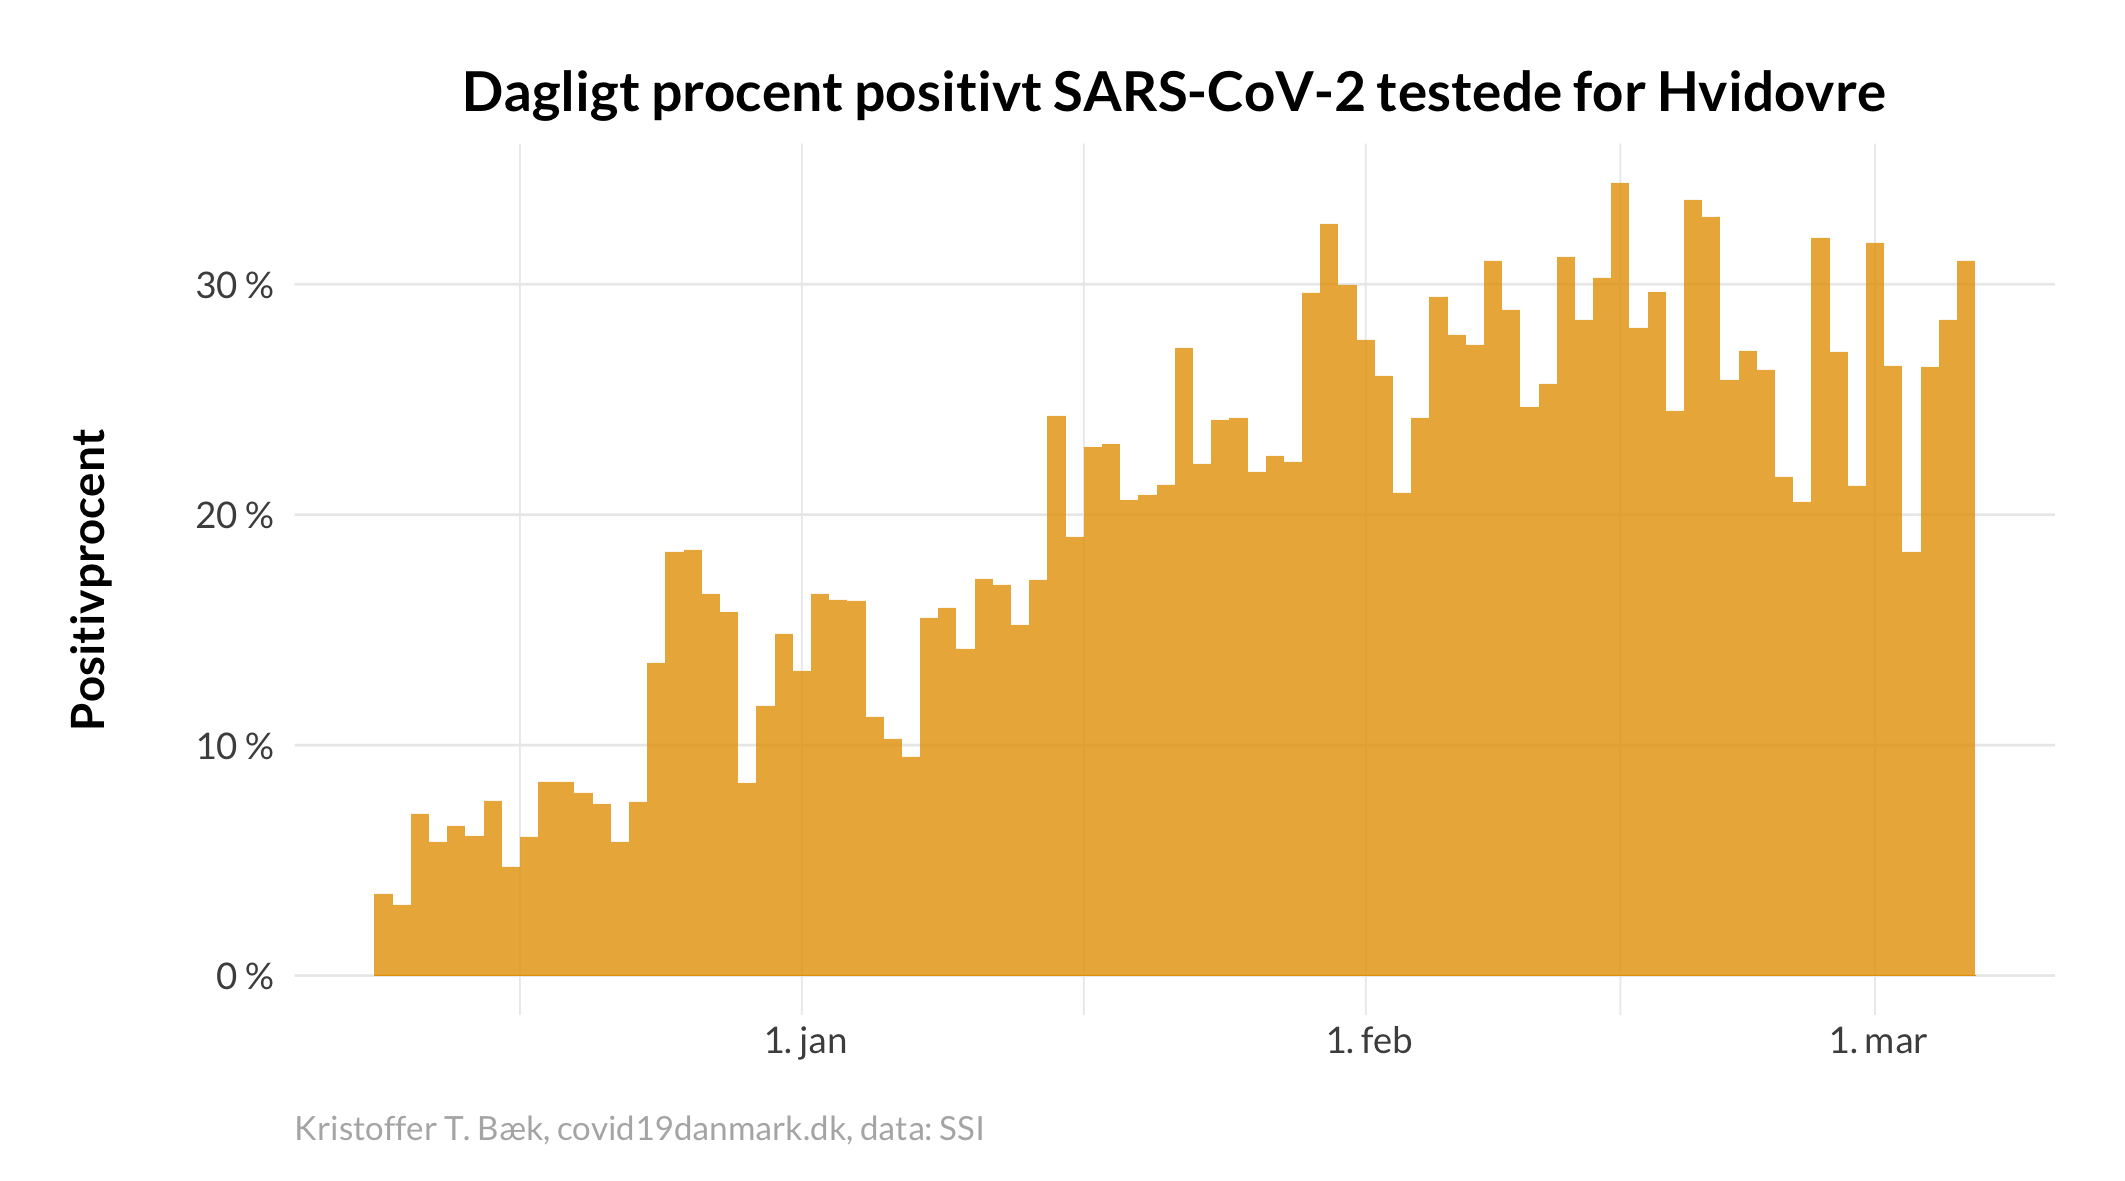 Dagligt procent positivt SARS-CoV-2 testede for Hvidovre
Positivprocent
30 %
20 %
10 %
0 %
1. jan
1. feb
1. mar
Kristoffer T. Bæk, covid19danmark.dk, data: SSI